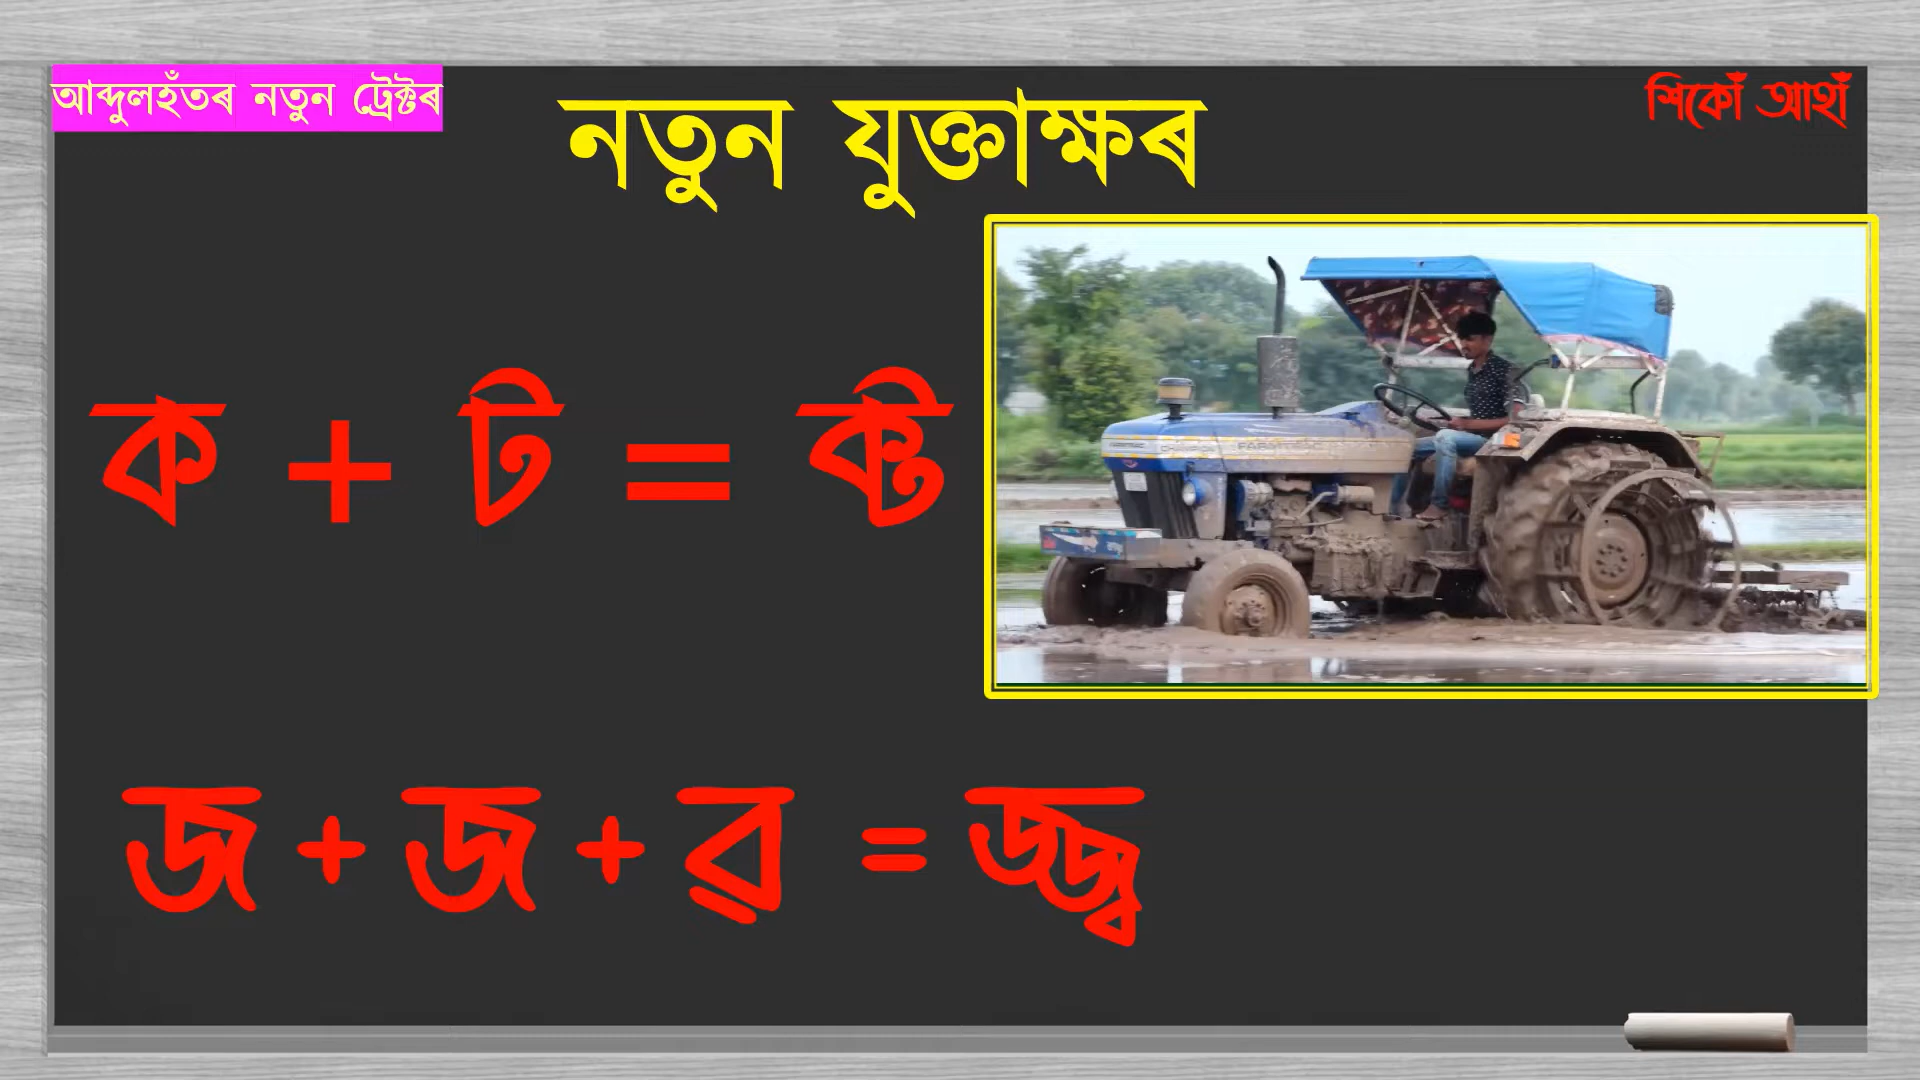 আব্দুলহঁতৰ নতুন ট্ৰেক্টৰ
নতুন যুক্তাক্ষৰ
শিকোঁ আহাঁ
ক + ট = ক্ট
জ + জ + ৱ = জ্জ্ব